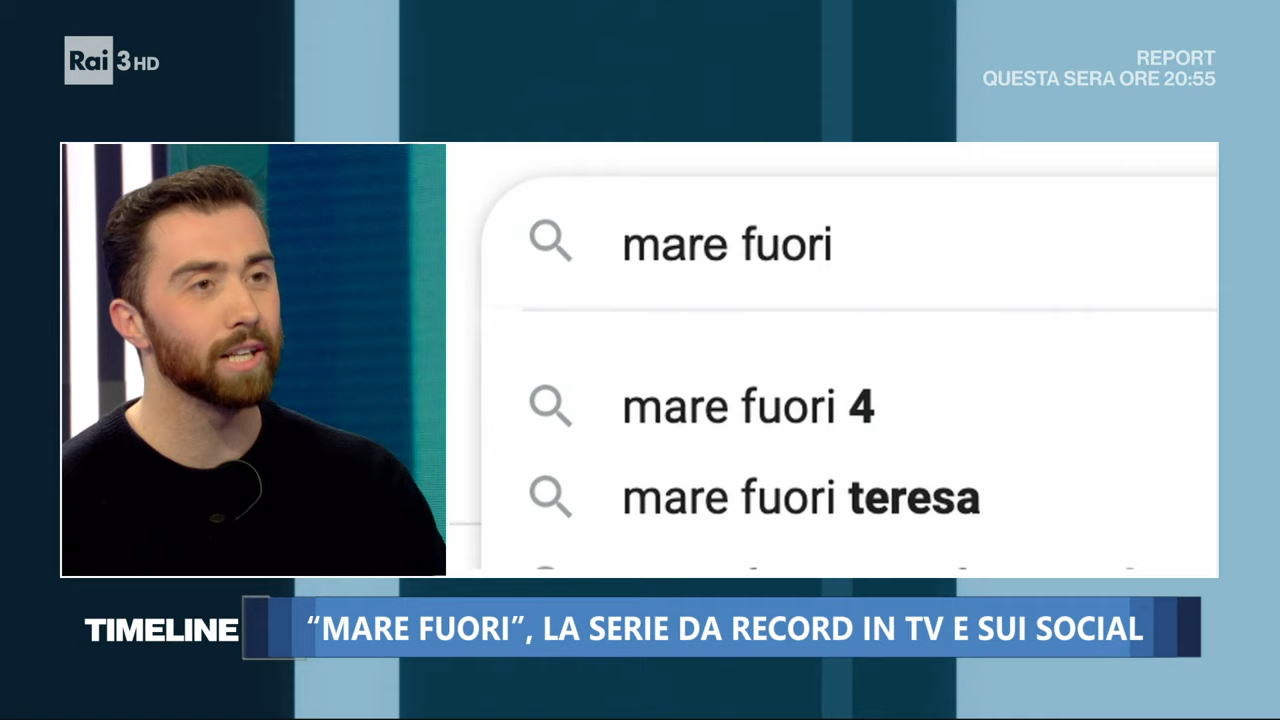 Rai 3 HD
REPORT
QUESTA SERA ORE 20:55
mare fuori
mare fuori 4
mare fuori teresa
TIMELINE
“MARE FUORI”, LA SERIE DA RECORD IN TV E SUI SOCIAL